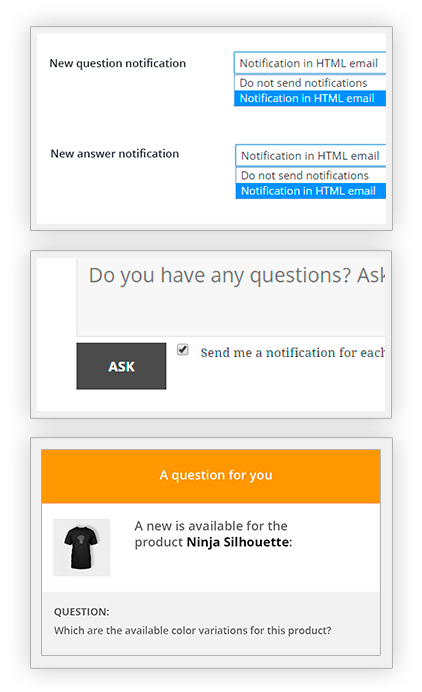 New question notification
Notification in HTML email
Do not send notifications
Notification in HTML email
New answer notification
Notification in HTML email
Do not send notifications
Notification in HTML email
Do you have any questions? Ask
ASK
Send me a notification for each
A question for you
A new is available for the
product Ninja Silhouette:
QUESTION:
Which are the available color variations for this product?